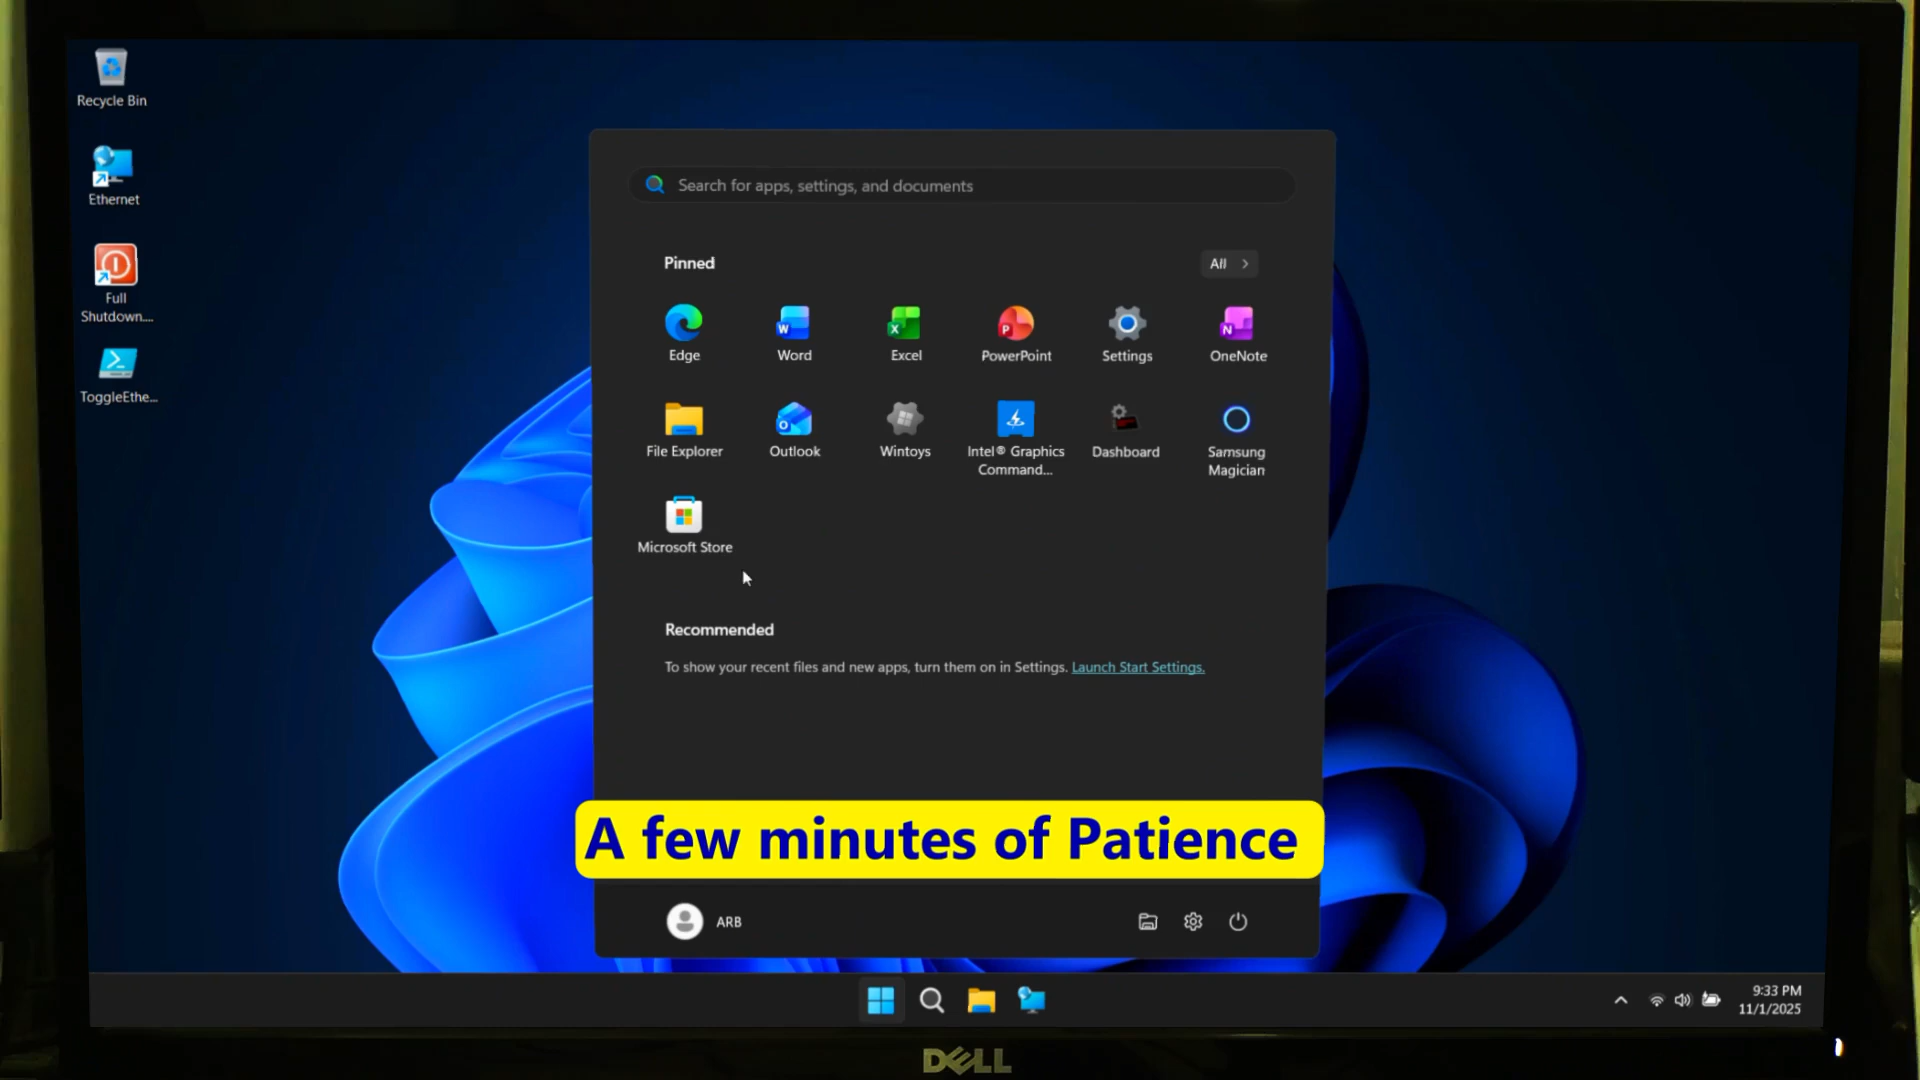 Recycle Bin
Ethernet
Full
Shutdown....
ToggleEthe...
Search for apps, settings, and documents
Pinned
All
Edge
Word
Excel
PowerPoint
Settings
OneNote
File Explorer
Outlook
Wintoys
Intel® Graphics
Command...
Dashboard
Samsung
Magician
Microsoft Store
Recommended
To show your recent files and new apps, turn them on in Settings. Launch Start Settings.
A few minutes of Patience
ARB
9:33 PM
11/1/2025
DELL